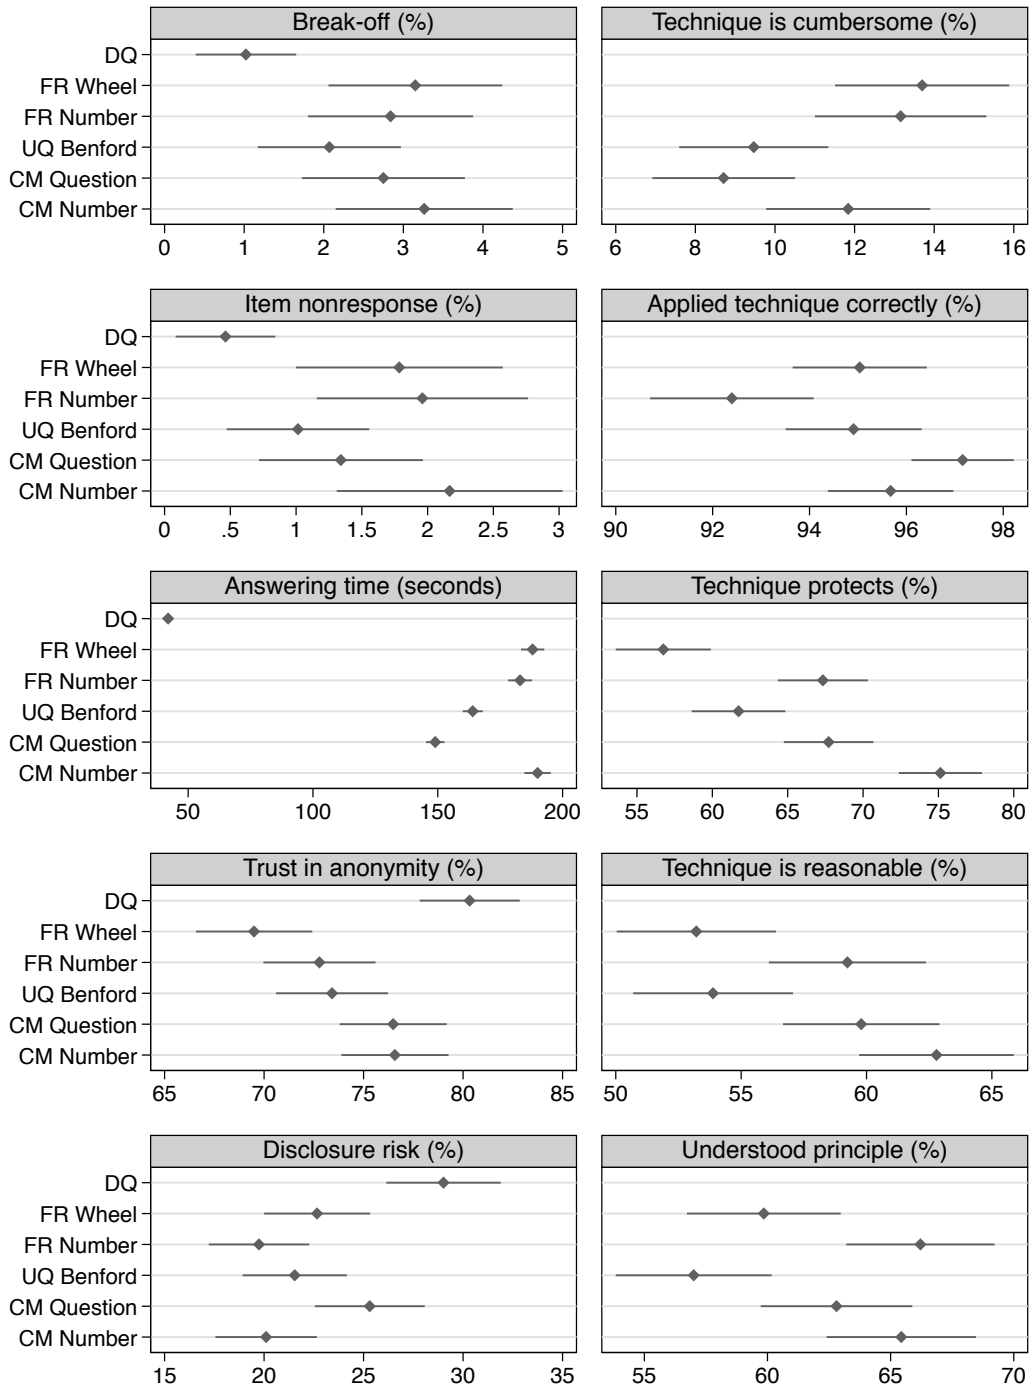 Break-off (%)
Technique is cumbersome (%)
DQ
FR Wheel
FR Number
UQ Benford
CM Question
CM Number
0 1 2 3 4 5
6 8 10 12 14 16
Item nonresponse (%)
Applied technique correctly (%)
DQ
FR Wheel
FR Number
UQ Benford
CM Question
CM Number
0 .5 1 1.5 2 2.5 3
90 92 94 96 98
Answering time (seconds)
Technique protects (%)
DQ
FR Wheel
FR Number
UQ Benford
CM Question
CM Number
50 100 150 200
55 60 65 70 75 80
Trust in anonymity (%)
Technique is reasonable (%)
DQ
FR Wheel
FR Number
UQ Benford
CM Question
CM Number
65 70 75 80 85
50 55 60 65
Disclosure risk (%)
Understood principle (%)
DQ
FR Wheel
FR Number
UQ Benford
CM Question
CM Number
15 20 25 30 35
55 60 65 70